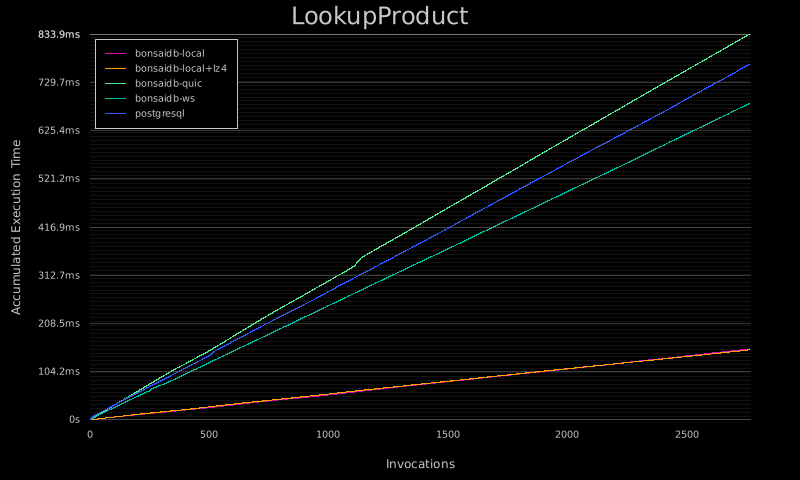 LookupProduct
833.9ms
bonsaidb-local
bonsaidb-local+lz4
bonsaidb-quic
bonsaidb-ws
postgresql
729.7ms
625.4ms
521.2ms
416.9ms
312.7ms
208.5ms
104.2ms
0s
Accumulated Execution Time
0 500 1000 1500 2000 2500
Invocations